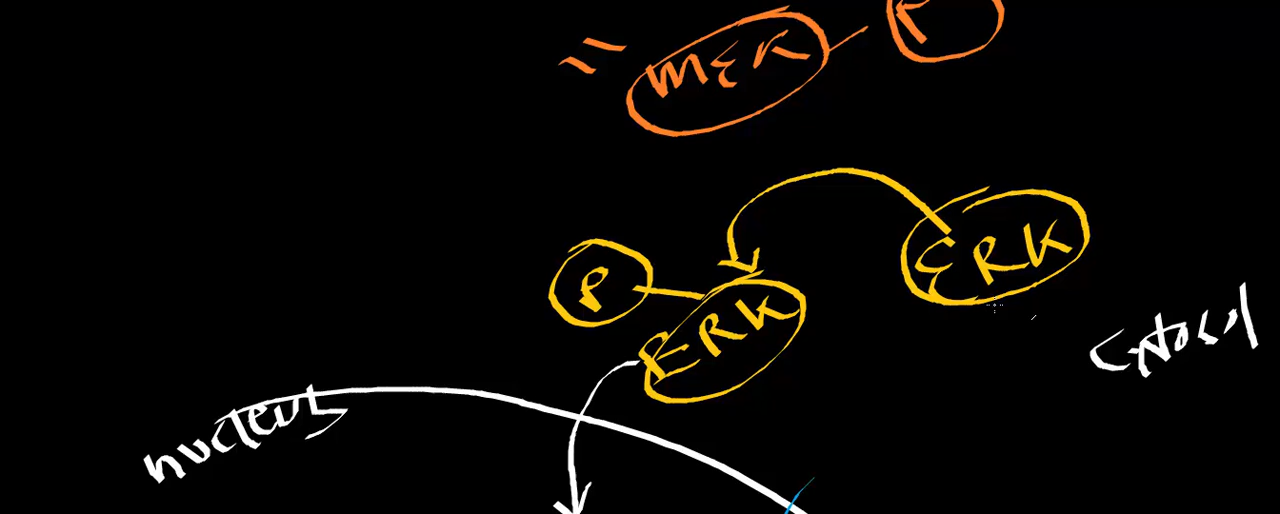 MEK P
ERK
P
ERK
cytosol
nucleus